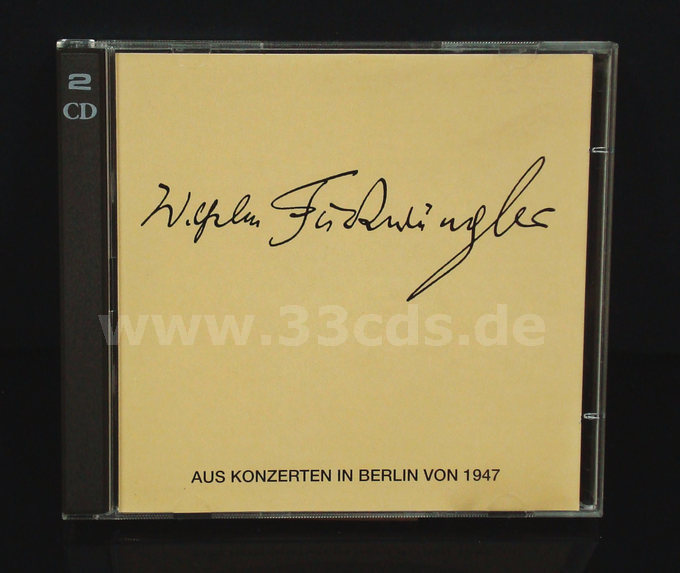 2
CD
Wilhelm Furtwängler
www.33cds.de
AUS KONZERTEN IN BERLIN VON 1947